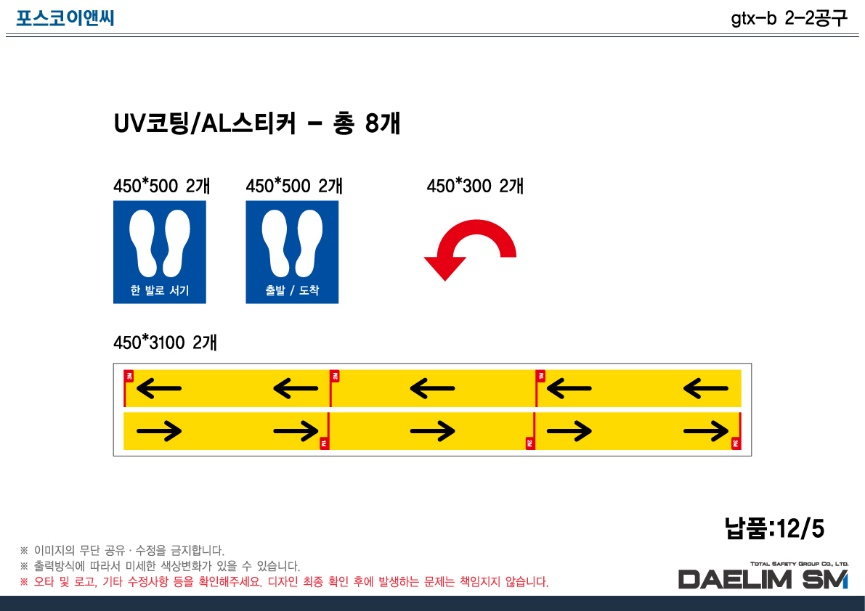 포스코이앤씨
gtx-b 2-2공구
UV코팅/AL스티커 - 총 8개
450*500 2개
450*500 2개
450*300 2개
한 발로 서기
출발 / 도착
450*3100 2개
납품:12/5
※ 이미지의 무단 공유·수정을 금지합니다.
※ 출력방식에 따라서 미세한 색상변화가 있을 수 있습니다.
※ 오타 및 로고, 기타 수정사항 등을 확인해주세요. 디자인 최종 확인 후에 발생하는 문제는 책임지지 않습니다.
TOTAL SAFETY GROUP CO., LTD.
DAELIM SM